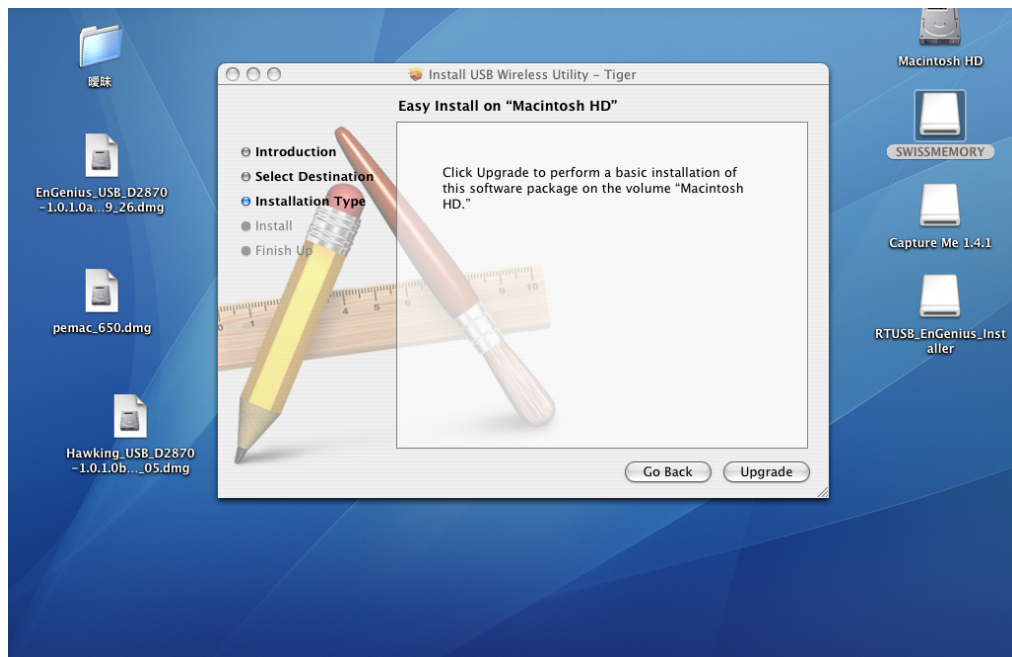 曖昧
EnGenius_USB_D2870
-1.0.1.0a...9_26.dmg
pemac_650.dmg
Hawking_USB_D2870
-1.0.1.0b..._05.dmg
Install USB Wireless Utility – Tiger
Easy Install on “Macintosh HD”
Introduction
Select Destination
Installation Type
Install
Finish Up
Click Upgrade to perform a basic installation of
this software package on the volume “Macintosh
HD.”
Go Back
Upgrade
Macintosh HD
SWISSMEMORY
Capture Me 1.4.1
RTUSB_EnGenius_Inst
aller